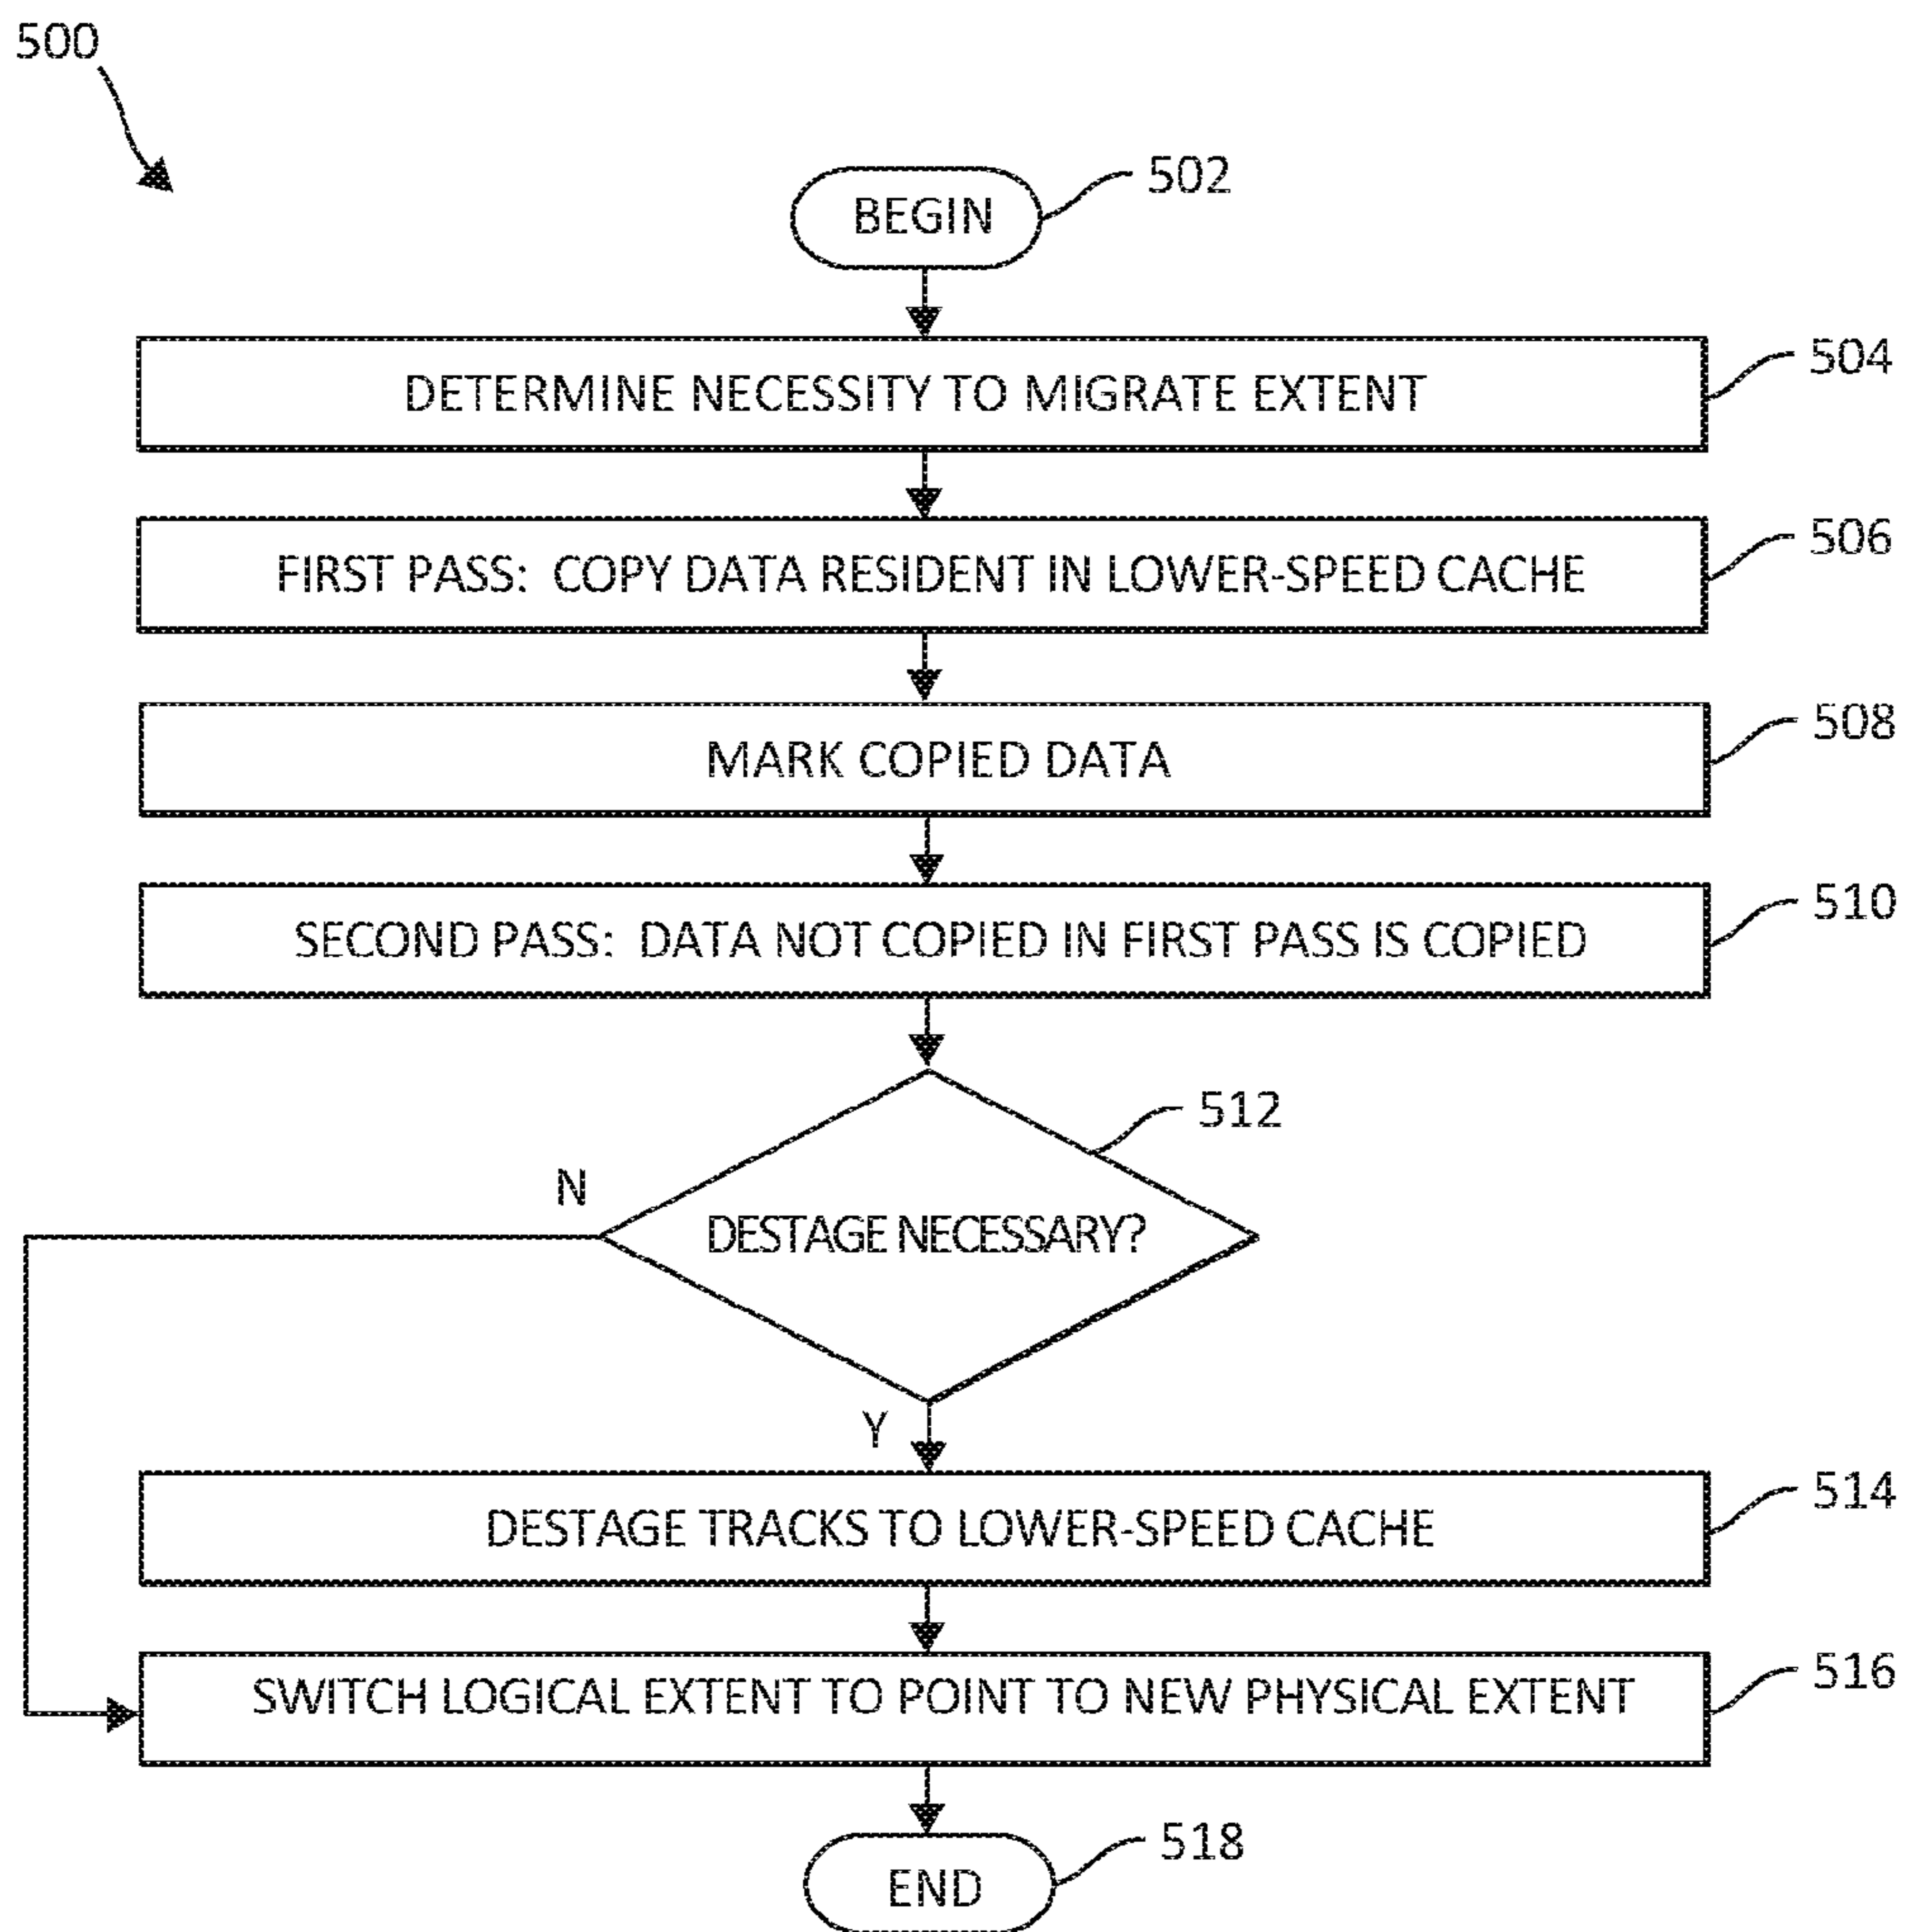 500
BEGIN
502
DETERMINE NECESSITY TO MIGRATE EXTENT
504
FIRST PASS: COPY DATA RESIDENT IN LOWER-SPEED CACHE
506
MARK COPIED DATA
508
SECOND PASS: DATA NOT COPIED IN FIRST PASS IS COPIED
510
512
N
DESTAGE NECESSARY?
Y
DESTAGE TRACKS TO LOWER-SPEED CACHE
514
SWITCH LOGICAL EXTENT TO POINT TO NEW PHYSICAL EXTENT
516
END
518